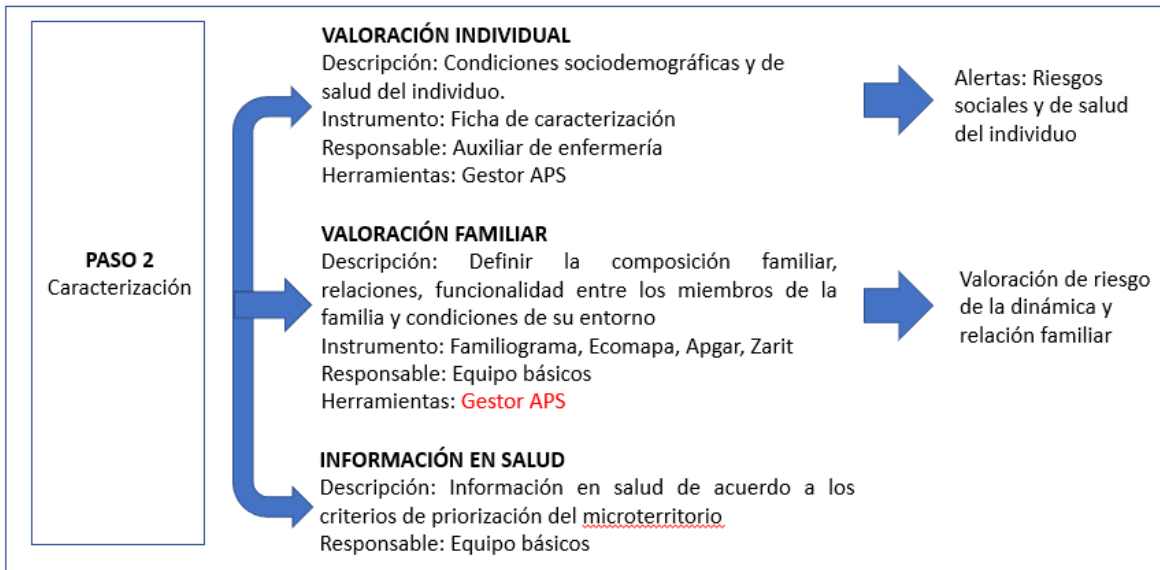 PASO 2
Caracterización
VALORACIÓN INDIVIDUAL
Descripción: Condiciones sociodemográficas y de
salud del individuo.
Instrumento: Ficha de caracterización
Responsable: Auxiliar de enfermería
Herramientas: Gestor APS
Alertas: Riesgos
sociales y de salud
del individuo
VALORACIÓN FAMILIAR
Descripción: Definir la composición familiar,
relaciones, funcionalidad entre los miembros de la
familia y condiciones de su entorno
Instrumento: Familiograma, Ecomapa, Apgar, Zarit
Responsable: Equipo básicos
Herramientas: Gestor APS
Valoración de riesgo
de la dinámica y
relación familiar
INFORMACIÓN EN SALUD
Descripción: Información en salud de acuerdo a los
criterios de priorización del microterritorio
Responsable: Equipo básicos